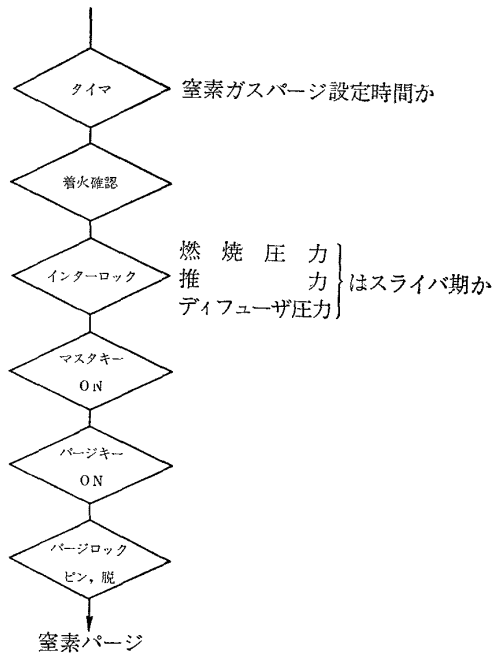 タイマ
窒素ガスパージ設定時間か
着火確認
インターロック
燃焼圧力
推力
ディフューザ圧力
はスライバ期か
マスタキー
ON
パージキー
ON
パージロック
ピン,脱
窒素パージ